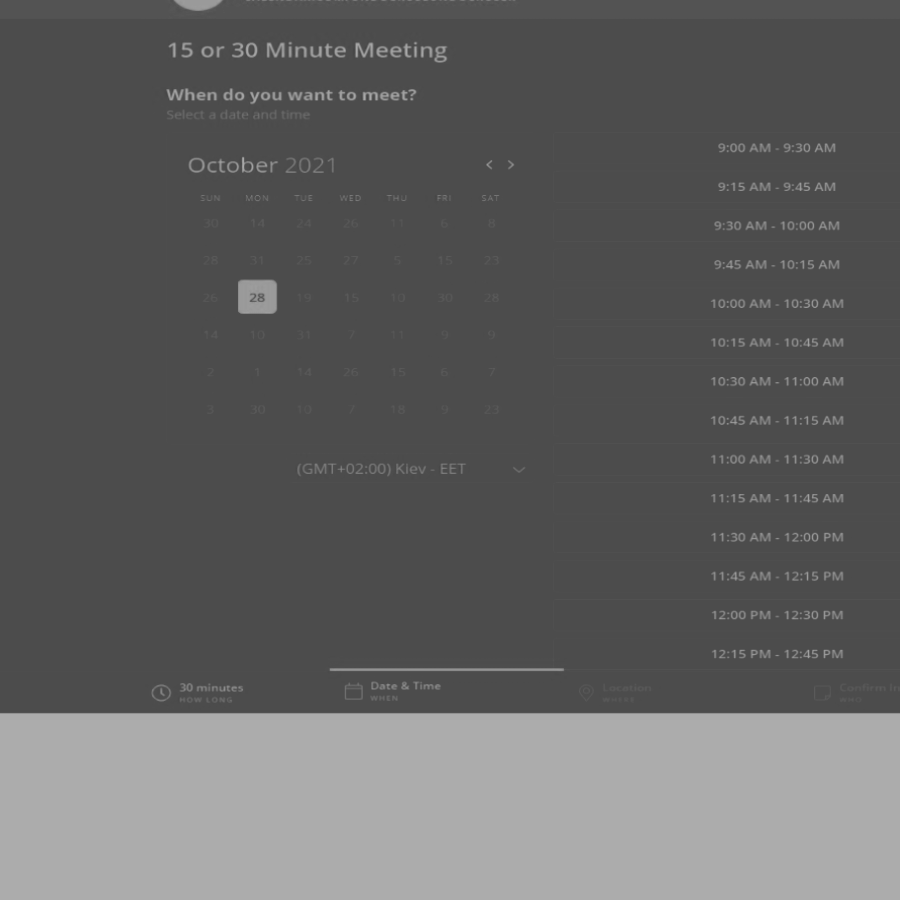 15 or 30 Minute Meeting
When do you want to meet?
Select a date and time
October 2021
< >
SUN MON TUE WED THU FRI SAT
30 14 24 26 11 6 8
28 31 25 27 5 15 23
26 28 19 15 10 30 28
14 10 31 7 11 9 9
2 1 14 26 15 6 7
3 30 10 7 18 9 23
(GMT+02:00) Kiev - EET
9:00 AM - 9:30 AM
9:15 AM - 9:45 AM
9:30 AM - 10:00 AM
9:45 AM - 10:15 AM
10:00 AM - 10:30 AM
10:15 AM - 10:45 AM
10:30 AM - 11:00 AM
10:45 AM - 11:15 AM
11:00 AM - 11:30 AM
11:15 AM - 11:45 AM
11:30 AM - 12:00 PM
11:45 AM - 12:15 PM
12:00 PM - 12:30 PM
12:15 PM - 12:45 PM
30 minutes
HOW LONG
Date & Time
WHEN
Location
WHERE
Confirm In
WHO